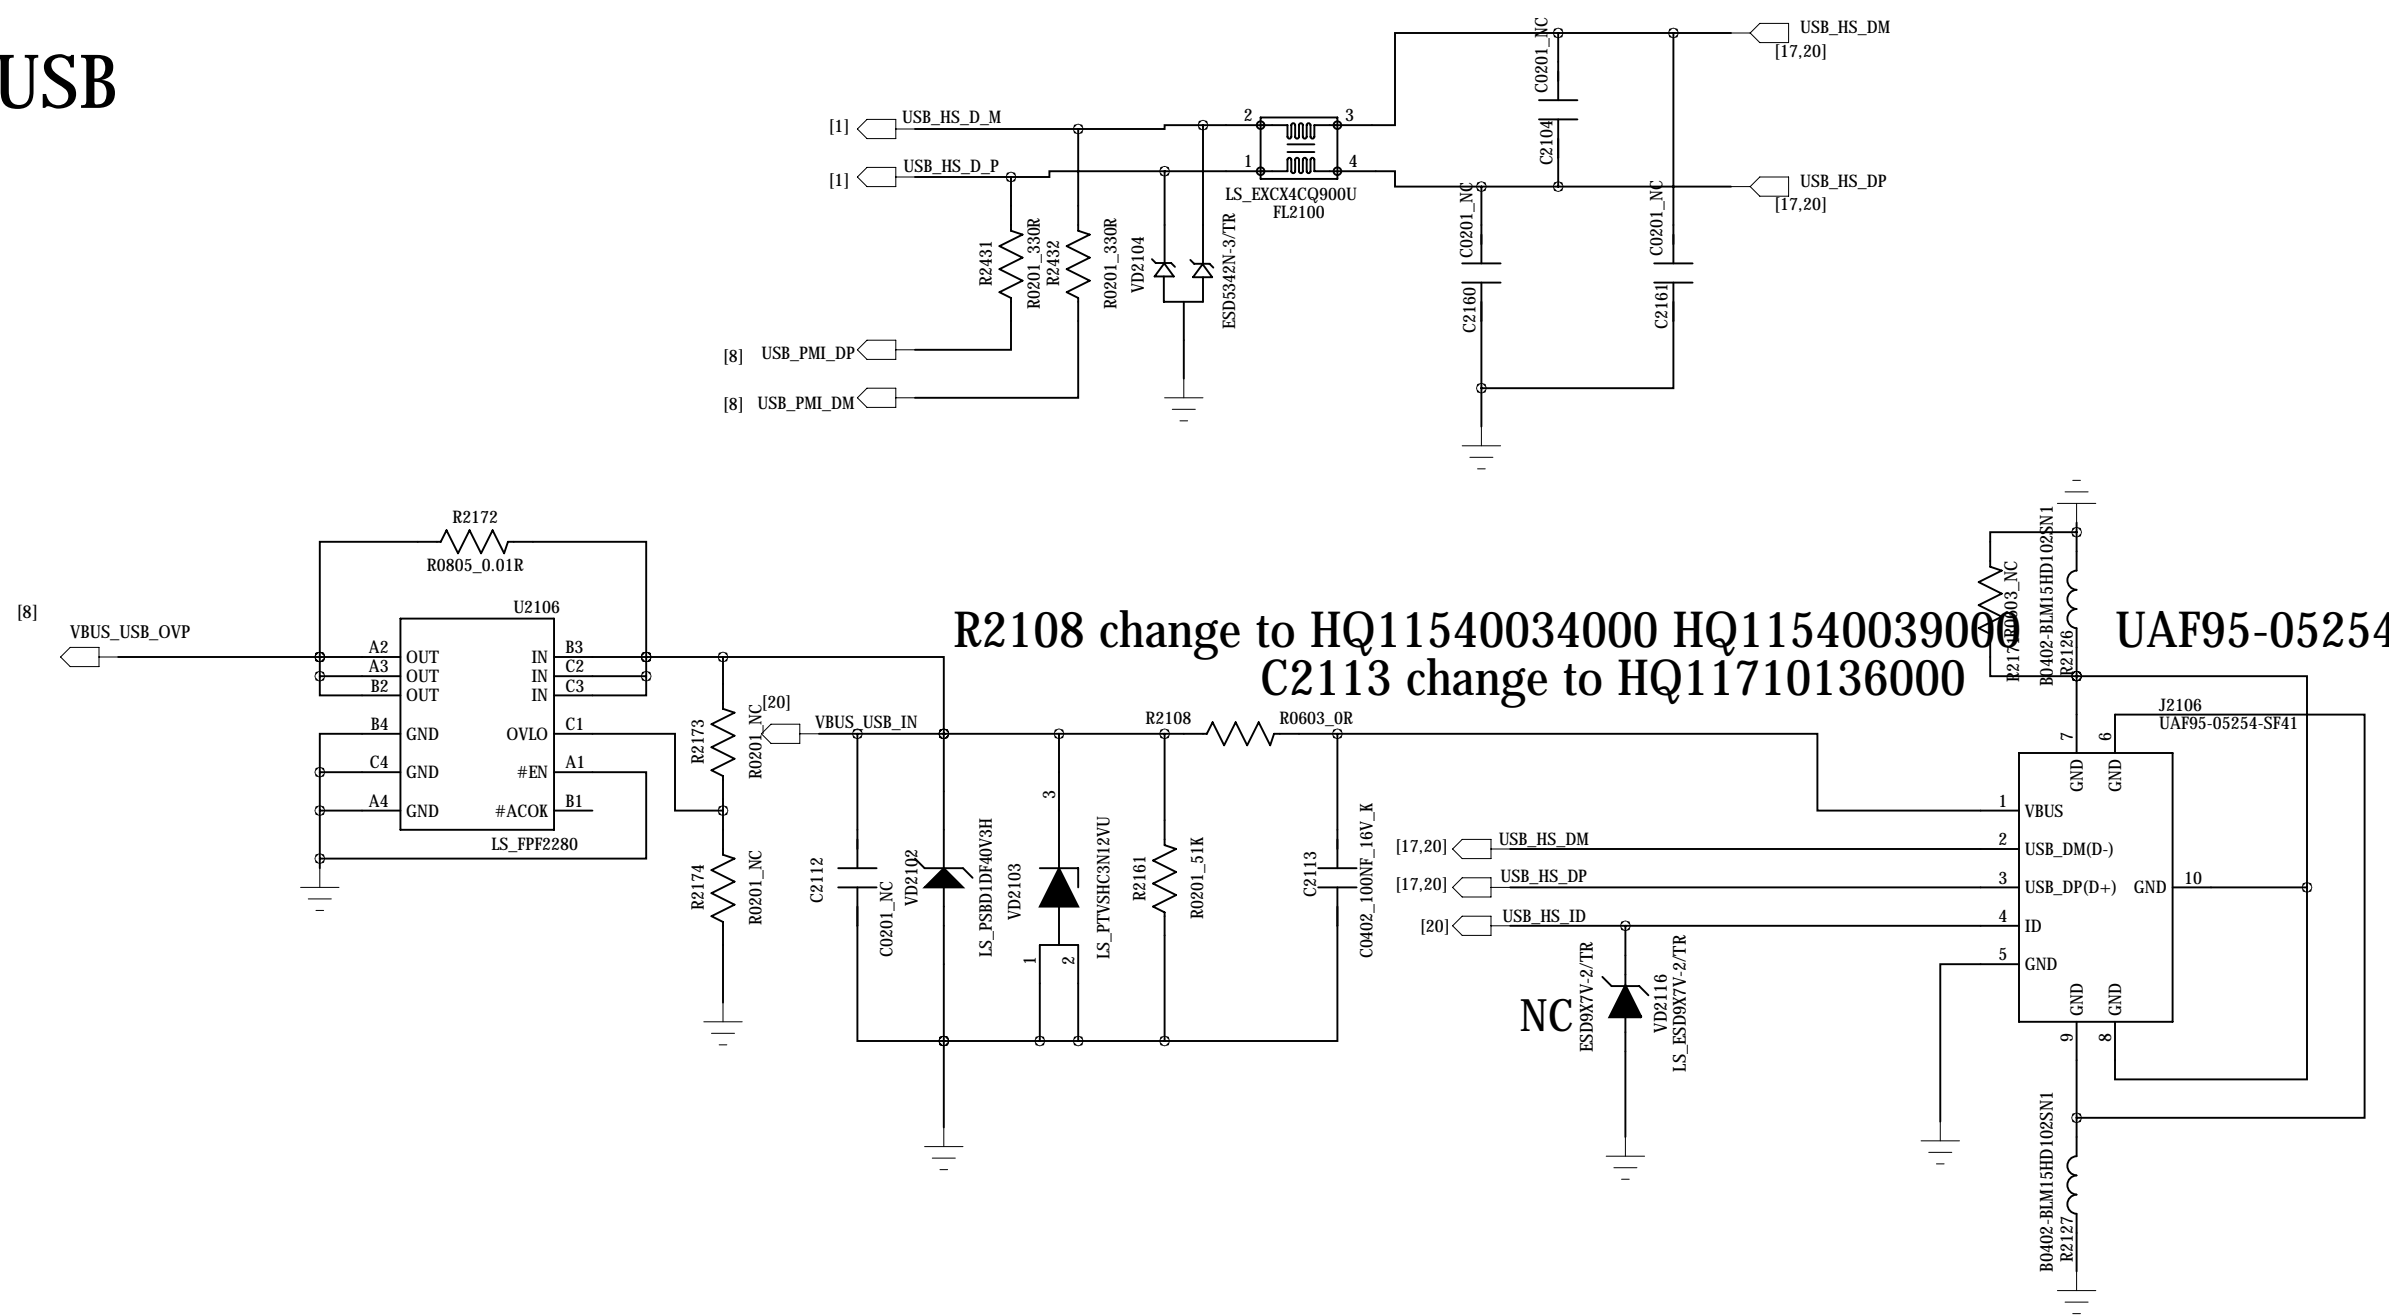 USB
USB_HS_DM
[17,20]
C0201_NC
C2104
[1]
USB_HS_D_M
2
3
[1]
USB_HS_D_P
1
4
LS_EXCX4CQ900U
FL2100
USB_HS_DP
[17,20]
R2431
R0201_330R
R2432
R0201_330R
VD2104
ESD5342N-3/TR
C0201_NC
C2160
C0201_NC
C2161
[8]
USB_PMI_DP
[8]
USB_PMI_DM
R2172
R0805_0.01R
U2106
[8]
VBUS_USB_OVP
A2
OUT
IN
B3
A3
OUT
IN
C2
B2
OUT
IN
C3
B4
GND
OVLO
C1
C4
GND
#EN
A1
A4
GND
#ACOK
B1
LS_FPF2280
R2173
R0201_NC
R2174
R0201_NC
R2108 change to HQ11540034000 HQ11540039000
C2113 change to HQ11710136000
UAF95-05254
[20]
VBUS_USB_IN
R2108
R0603_0R
C2112
C0201_NC
VD2102
LS_PSBD1DF40V3H
VD2103
3
1
2
LS_PTVSHC3N12VU
R2161
R0201_51K
C2113
C0402_100NF_16V_K
R0603_NC
B0402-BLM15HD102SN1
R2126
J2106
UAF95-05254-SF41
7
6
GND
GND
1
VBUS
[17,20]
USB_HS_DM
2
USB_DM(D-)
[17,20]
USB_HS_DP
3
USB_DP(D+)
GND
10
[20]
USB_HS_ID
4
ID
5
GND
GND
GND
9
8
NC
ESD9X7V-2/TR
VD2116
LS_ESD9X7V-2/TR
B0402-BLM15HD102SN1
R2127